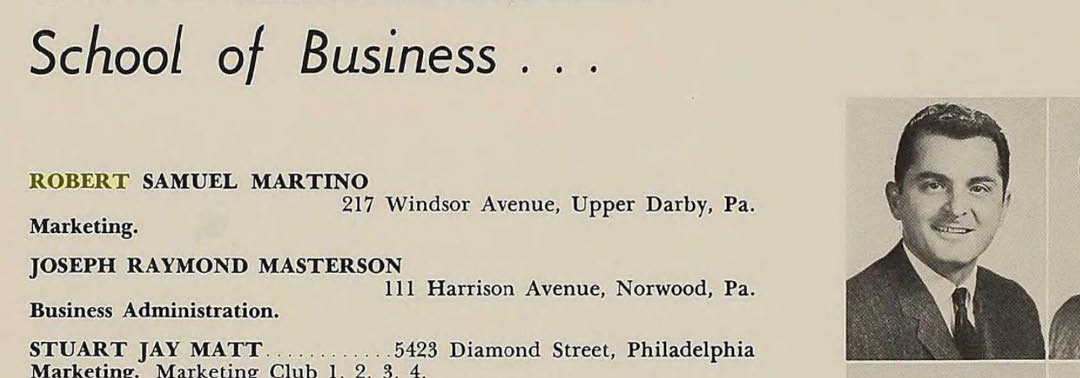 School of Business . . .
ROBERT SAMUEL MARTINO
217 Windsor Avenue, Upper Darby, Pa.
Marketing.
JOSEPH RAYMOND MASTERSON
111 Harrison Avenue, Norwood, Pa.
Business Administration.
STUART JAY MATT............5423 Diamond Street, Philadelphia
Marketing. Marketing Club 1, 2, 3, 4.